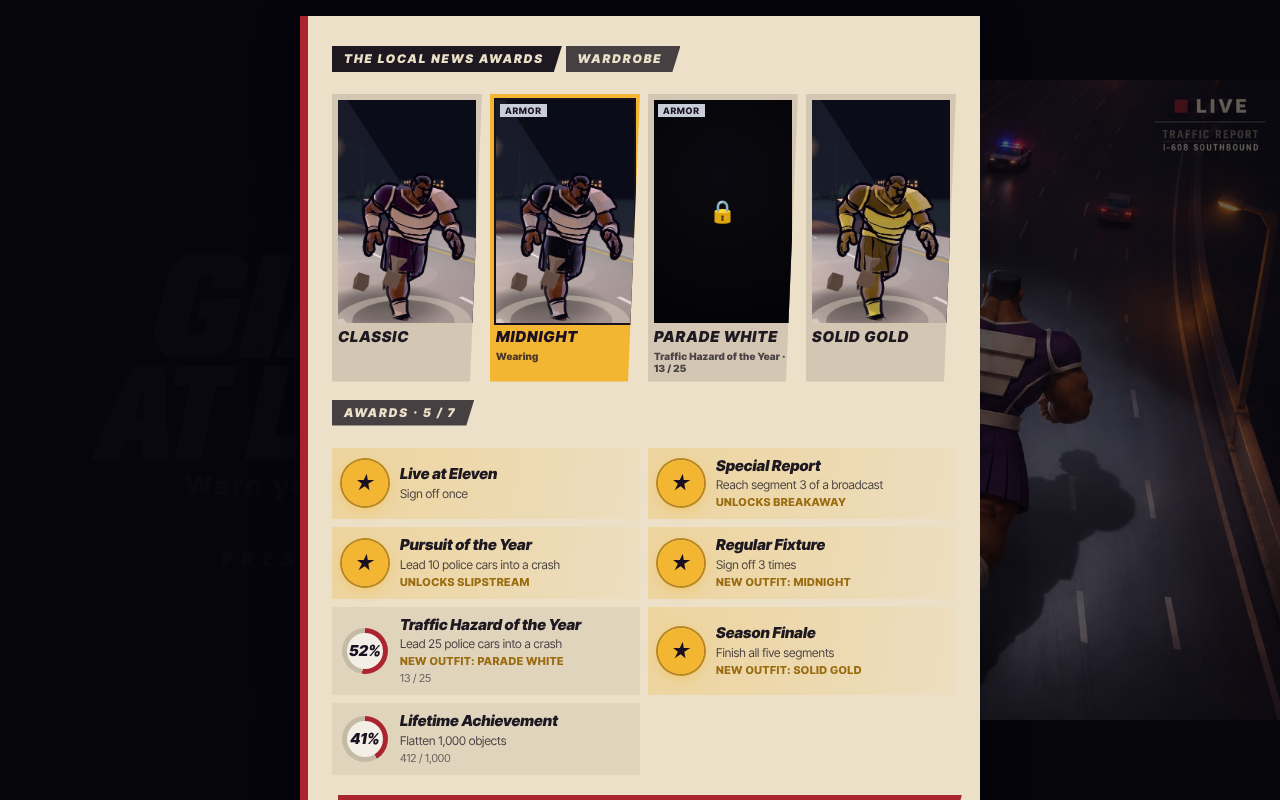 THE LOCAL NEWS AWARDS
WARDROBE
ARMOR
ARMOR
CLASSIC
MIDNIGHT
Wearing
PARADE WHITE
Traffic Hazard of the Year ·
13 / 25
SOLID GOLD
AWARDS · 5 / 7
Live at Eleven
Sign off once
Special Report
Reach segment 3 of a broadcast
UNLOCKS BREAKAWAY
Pursuit of the Year
Lead 10 police cars into a crash
UNLOCKS SLIPSTREAM
Regular Fixture
Sign off 3 times
NEW OUTFIT: MIDNIGHT
52%
Traffic Hazard of the Year
Lead 25 police cars into a crash
NEW OUTFIT: PARADE WHITE
13 / 25
Season Finale
Finish all five segments
NEW OUTFIT: SOLID GOLD
41%
Lifetime Achievement
Flatten 1,000 objects
412 / 1,000
LIVE
TRAFFIC REPORT
I-608 SOUTHBOUND